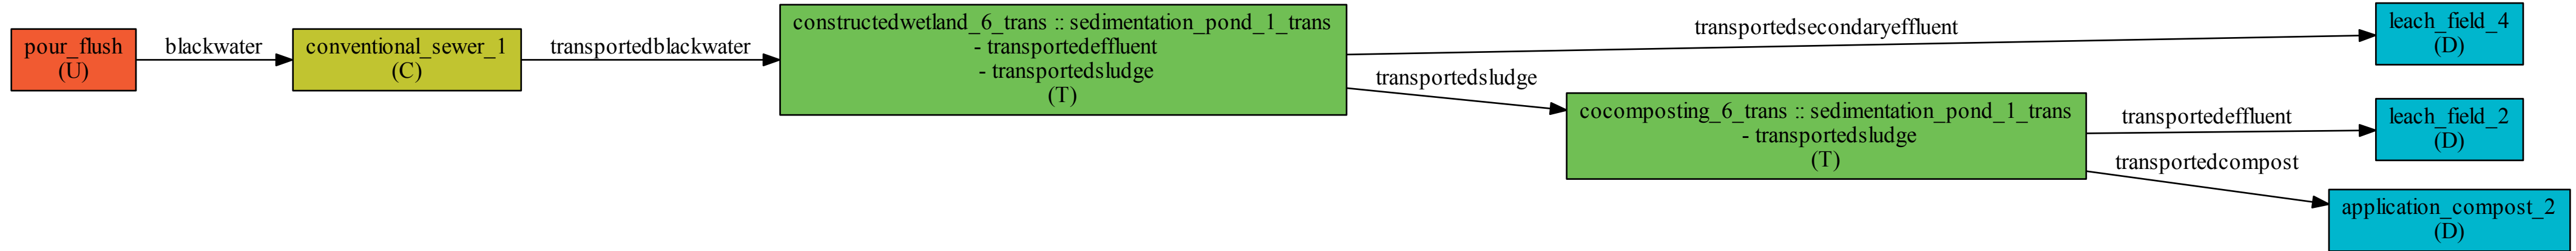 pour_flush
(U)
blackwater
conventional_sewer_1
(C)
transportedblackwater
constructedwetland_6_trans :: sedimentation_pond_1_trans
- transportedeffluent
- transportedsludge
(T)
transportedsecondaryeffluent
leach_field_4
(D)
transportedsludge
cocomposting_6_trans :: sedimentation_pond_1_trans
- transportedsludge
(T)
transportedeffluent
leach_field_2
(D)
transportedcompost
application_compost_2
(D)